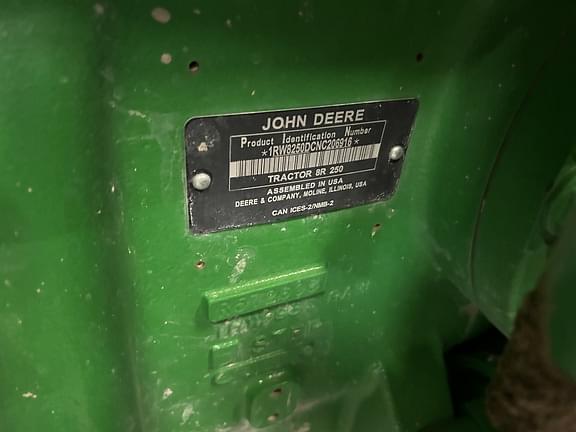 JOHN DEERE
Product Identification Number
*1RW8250DCNC206916*
TRACTOR 8R 250
ASSEMBLED IN USA
DEERE & COMPANY, MOLINE, ILLINOIS, USA
CAN ICES-2/NMB-2